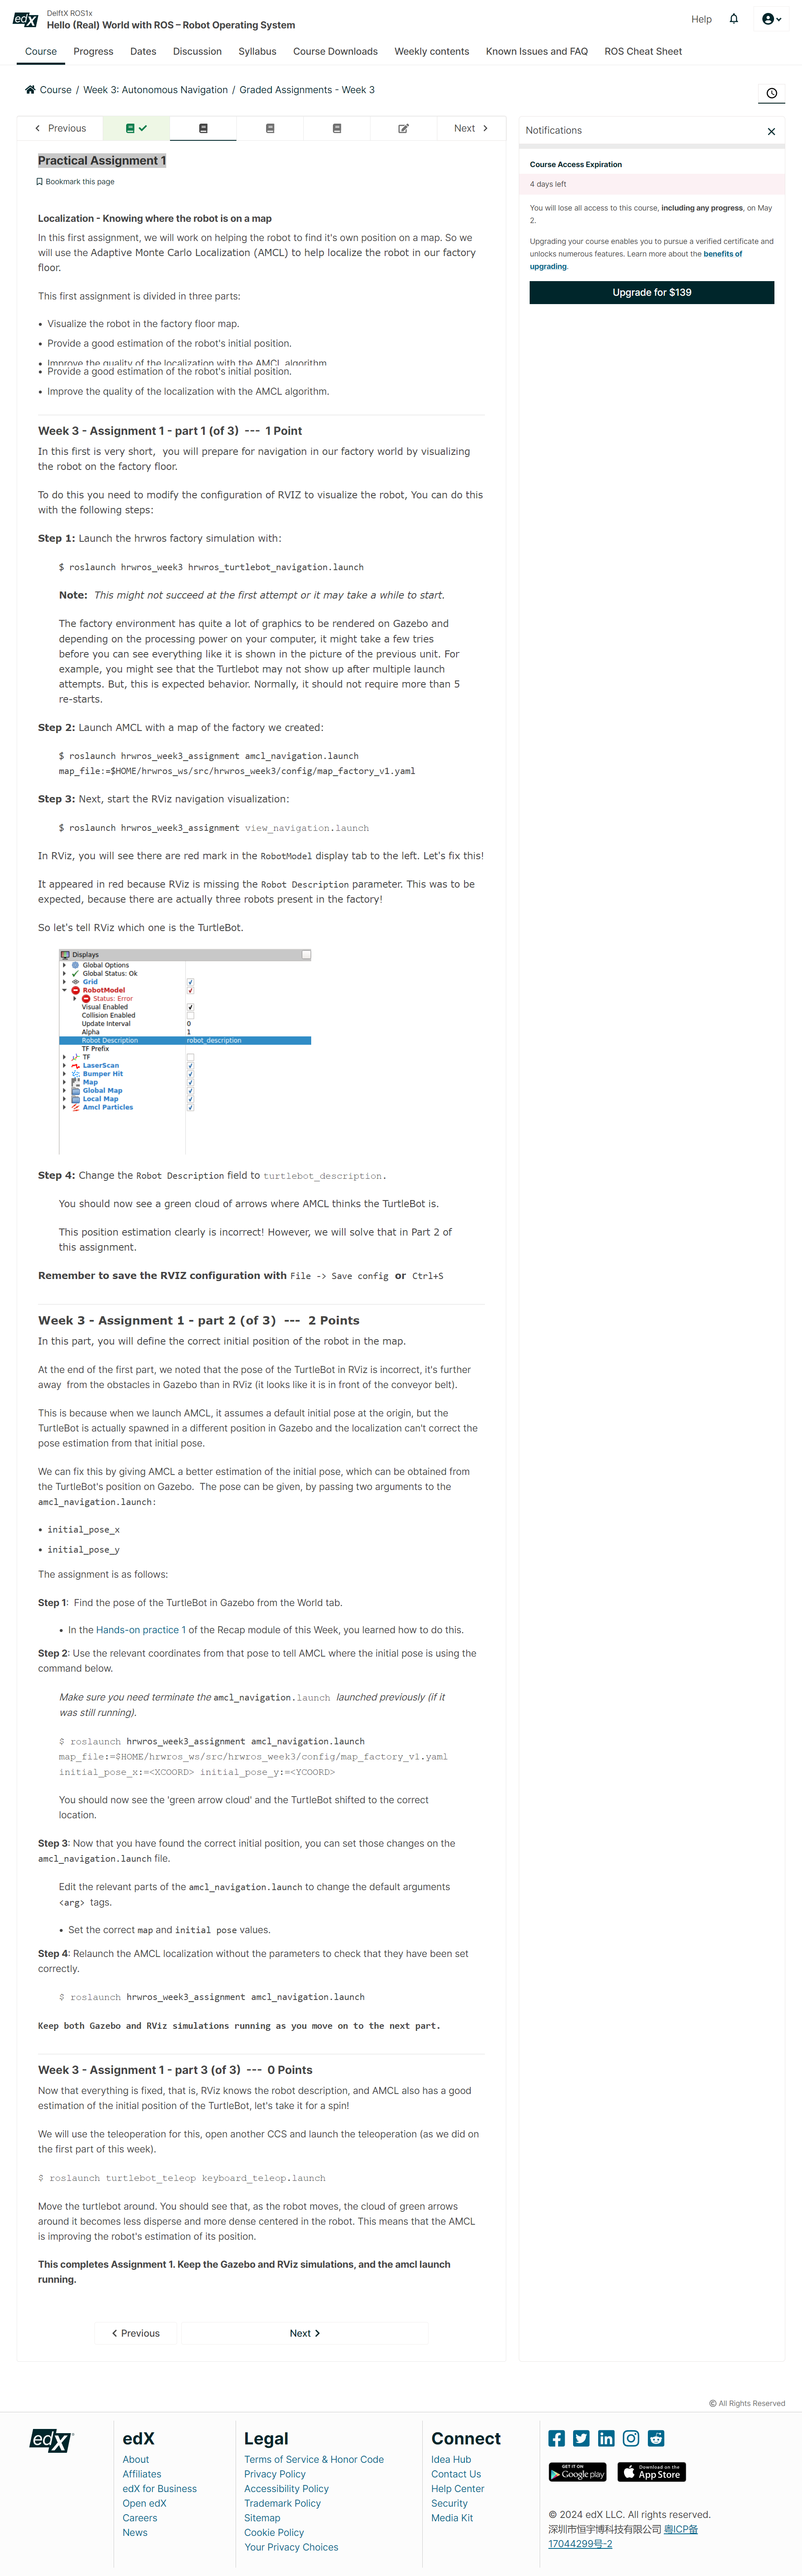 edX
DelftX ROS1x
Hello (Real) World with ROS – Robot Operating System
Help
Course Progress Dates Discussion Syllabus Course Downloads Weekly contents Known Issues and FAQ ROS Cheat Sheet
Course / Week 3: Autonomous Navigation / Graded Assignments - Week 3
Previous
Next
Practical Assignment 1
Bookmark this page
Localization - Knowing where the robot is on a map
In this first assignment, we will work on helping the robot to find it's own position on a map. So we
will use the Adaptive Monte Carlo Localization (AMCL) to help localize the robot in our factory
floor.
This first assignment is divided in three parts:
• Visualize the robot in the factory floor map.
• Provide a good estimation of the robot's initial position.
• Improve the quality of the localization with the AMCL algorithm
• Provide a good estimation of the robot's initial position.
• Improve the quality of the localization with the AMCL algorithm.
Week 3 - Assignment 1 - part 1 (of 3) --- 1 Point
In this first is very short, you will prepare for navigation in our factory world by visualizing
the robot on the factory floor.
To do this you need to modify the configuration of RVIZ to visualize the robot, You can do this
with the following steps:
Step 1: Launch the hrwros factory simulation with:
$ roslaunch hrwros_week3 hrwros_turtlebot_navigation.launch
Note: This might not succeed at the first attempt or it may take a while to start.
The factory environment has quite a lot of graphics to be rendered on Gazebo and
depending on the processing power on your computer, it might take a few tries
before you can see everything like it is shown in the picture of the previous unit. For
example, you might see that the Turtlebot may not show up after multiple launch
attempts. But, this is expected behavior. Normally, it should not require more than 5
re-starts.
Step 2: Launch AMCL with a map of the factory we created:
$ roslaunch hrwros_week3_assignment amcl_navigation.launch
map_file:=$HOME/hrwros_ws/src/hrwros_week3/config/map_factory_v1.yaml
Step 3: Next, start the RViz navigation visualization:
$ roslaunch hrwros_week3_assignment view_navigation.launch
In RViz, you will see there are red mark in the RobotModel display tab to the left. Let's fix this!
It appeared in red because RViz is missing the Robot Description parameter. This was to be
expected, because there are actually three robots present in the factory!
So let's tell RViz which one is the TurtleBot.
Displays
Global Options
Global Status: Ok
Grid
RobotModel
Status: Error
Visual Enabled
Collision Enabled
Update Interval 0
Alpha 1
Robot Description robot_description
TF Prefix
TF
LaserScan
Bumper Hit
Map
Global Map
Local Map
Amcl Particles
Step 4: Change the Robot Description field to turtlebot_description.
You should now see a green cloud of arrows where AMCL thinks the TurtleBot is.
This position estimation clearly is incorrect! However, we will solve that in Part 2 of
this assignment.
Remember to save the RVIZ configuration with File -> Save config or Ctrl+S
Week 3 - Assignment 1 - part 2 (of 3) --- 2 Points
In this part, you will define the correct initial position of the robot in the map.
At the end of the first part, we noted that the pose of the TurtleBot in RViz is incorrect, it's further
away from the obstacles in Gazebo than in RViz (it looks like it is in front of the conveyor belt).
This is because when we launch AMCL, it assumes a default initial pose at the origin, but the
TurtleBot is actually spawned in a different position in Gazebo and the localization can't correct the
pose estimation from that initial pose.
We can fix this by giving AMCL a better estimation of the initial pose, which can be obtained from
the TurtleBot's position on Gazebo. The pose can be given, by passing two arguments to the
amcl_navigation.launch:
• initial_pose_x
• initial_pose_y
The assignment is as follows:
Step 1: Find the pose of the TurtleBot in Gazebo from the World tab.
• In the Hands-on practice 1 of the Recap module of this Week, you learned how to do this.
Step 2: Use the relevant coordinates from that pose to tell AMCL where the initial pose is using the
command below.
Make sure you need terminate the amcl_navigation.launch launched previously (if it
was still running).
$ roslaunch hrwros_week3_assignment amcl_navigation.launch
map_file:=$HOME/hrwros_ws/src/hrwros_week3/config/map_factory_v1.yaml
initial_pose_x:=<XCOORD> initial_pose_y:=<YCOORD>
You should now see the 'green arrow cloud' and the TurtleBot shifted to the correct
location.
Step 3: Now that you have found the correct initial position, you can set those changes on the
amcl_navigation.launch file.
Edit the relevant parts of the amcl_navigation.launch to change the default arguments
<arg> tags.
• Set the correct map and initial pose values.
Step 4: Relaunch the AMCL localization without the parameters to check that they have been set
correctly.
$ roslaunch hrwros_week3_assignment amcl_navigation.launch
Keep both Gazebo and RViz simulations running as you move on to the next part.
Week 3 - Assignment 1 - part 3 (of 3) --- 0 Points
Now that everything is fixed, that is, RViz knows the robot description, and AMCL also has a good
estimation of the initial position of the TurtleBot, let's take it for a spin!
We will use the teleoperation for this, open another CCS and launch the teleoperation (as we did on
the first part of this week).
$ roslaunch turtlebot_teleop keyboard_teleop.launch
Move the turtlebot around. You should see that, as the robot moves, the cloud of green arrows
around it becomes less disperse and more dense centered in the robot. This means that the AMCL
is improving the robot's estimation of its position.
This completes Assignment 1. Keep the Gazebo and RViz simulations, and the amcl launch
running.
Previous
Next
Notifications
Course Access Expiration
4 days left
You will lose all access to this course, including any progress, on May
2.
Upgrading your course enables you to pursue a verified certificate and
unlocks numerous features. Learn more about the benefits of
upgrading.
Upgrade for $139
© All Rights Reserved
edX
edX
About
Affiliates
edX for Business
Open edX
Careers
News
Legal
Terms of Service & Honor Code
Privacy Policy
Accessibility Policy
Trademark Policy
Sitemap
Cookie Policy
Your Privacy Choices
Connect
Idea Hub
Contact Us
Help Center
Security
Media Kit
GET IT ON
Google play
Download on the
App Store
© 2024 edX LLC. All rights reserved.
深圳市恒宇博科技有限公司 粤ICP备
17044299号-2